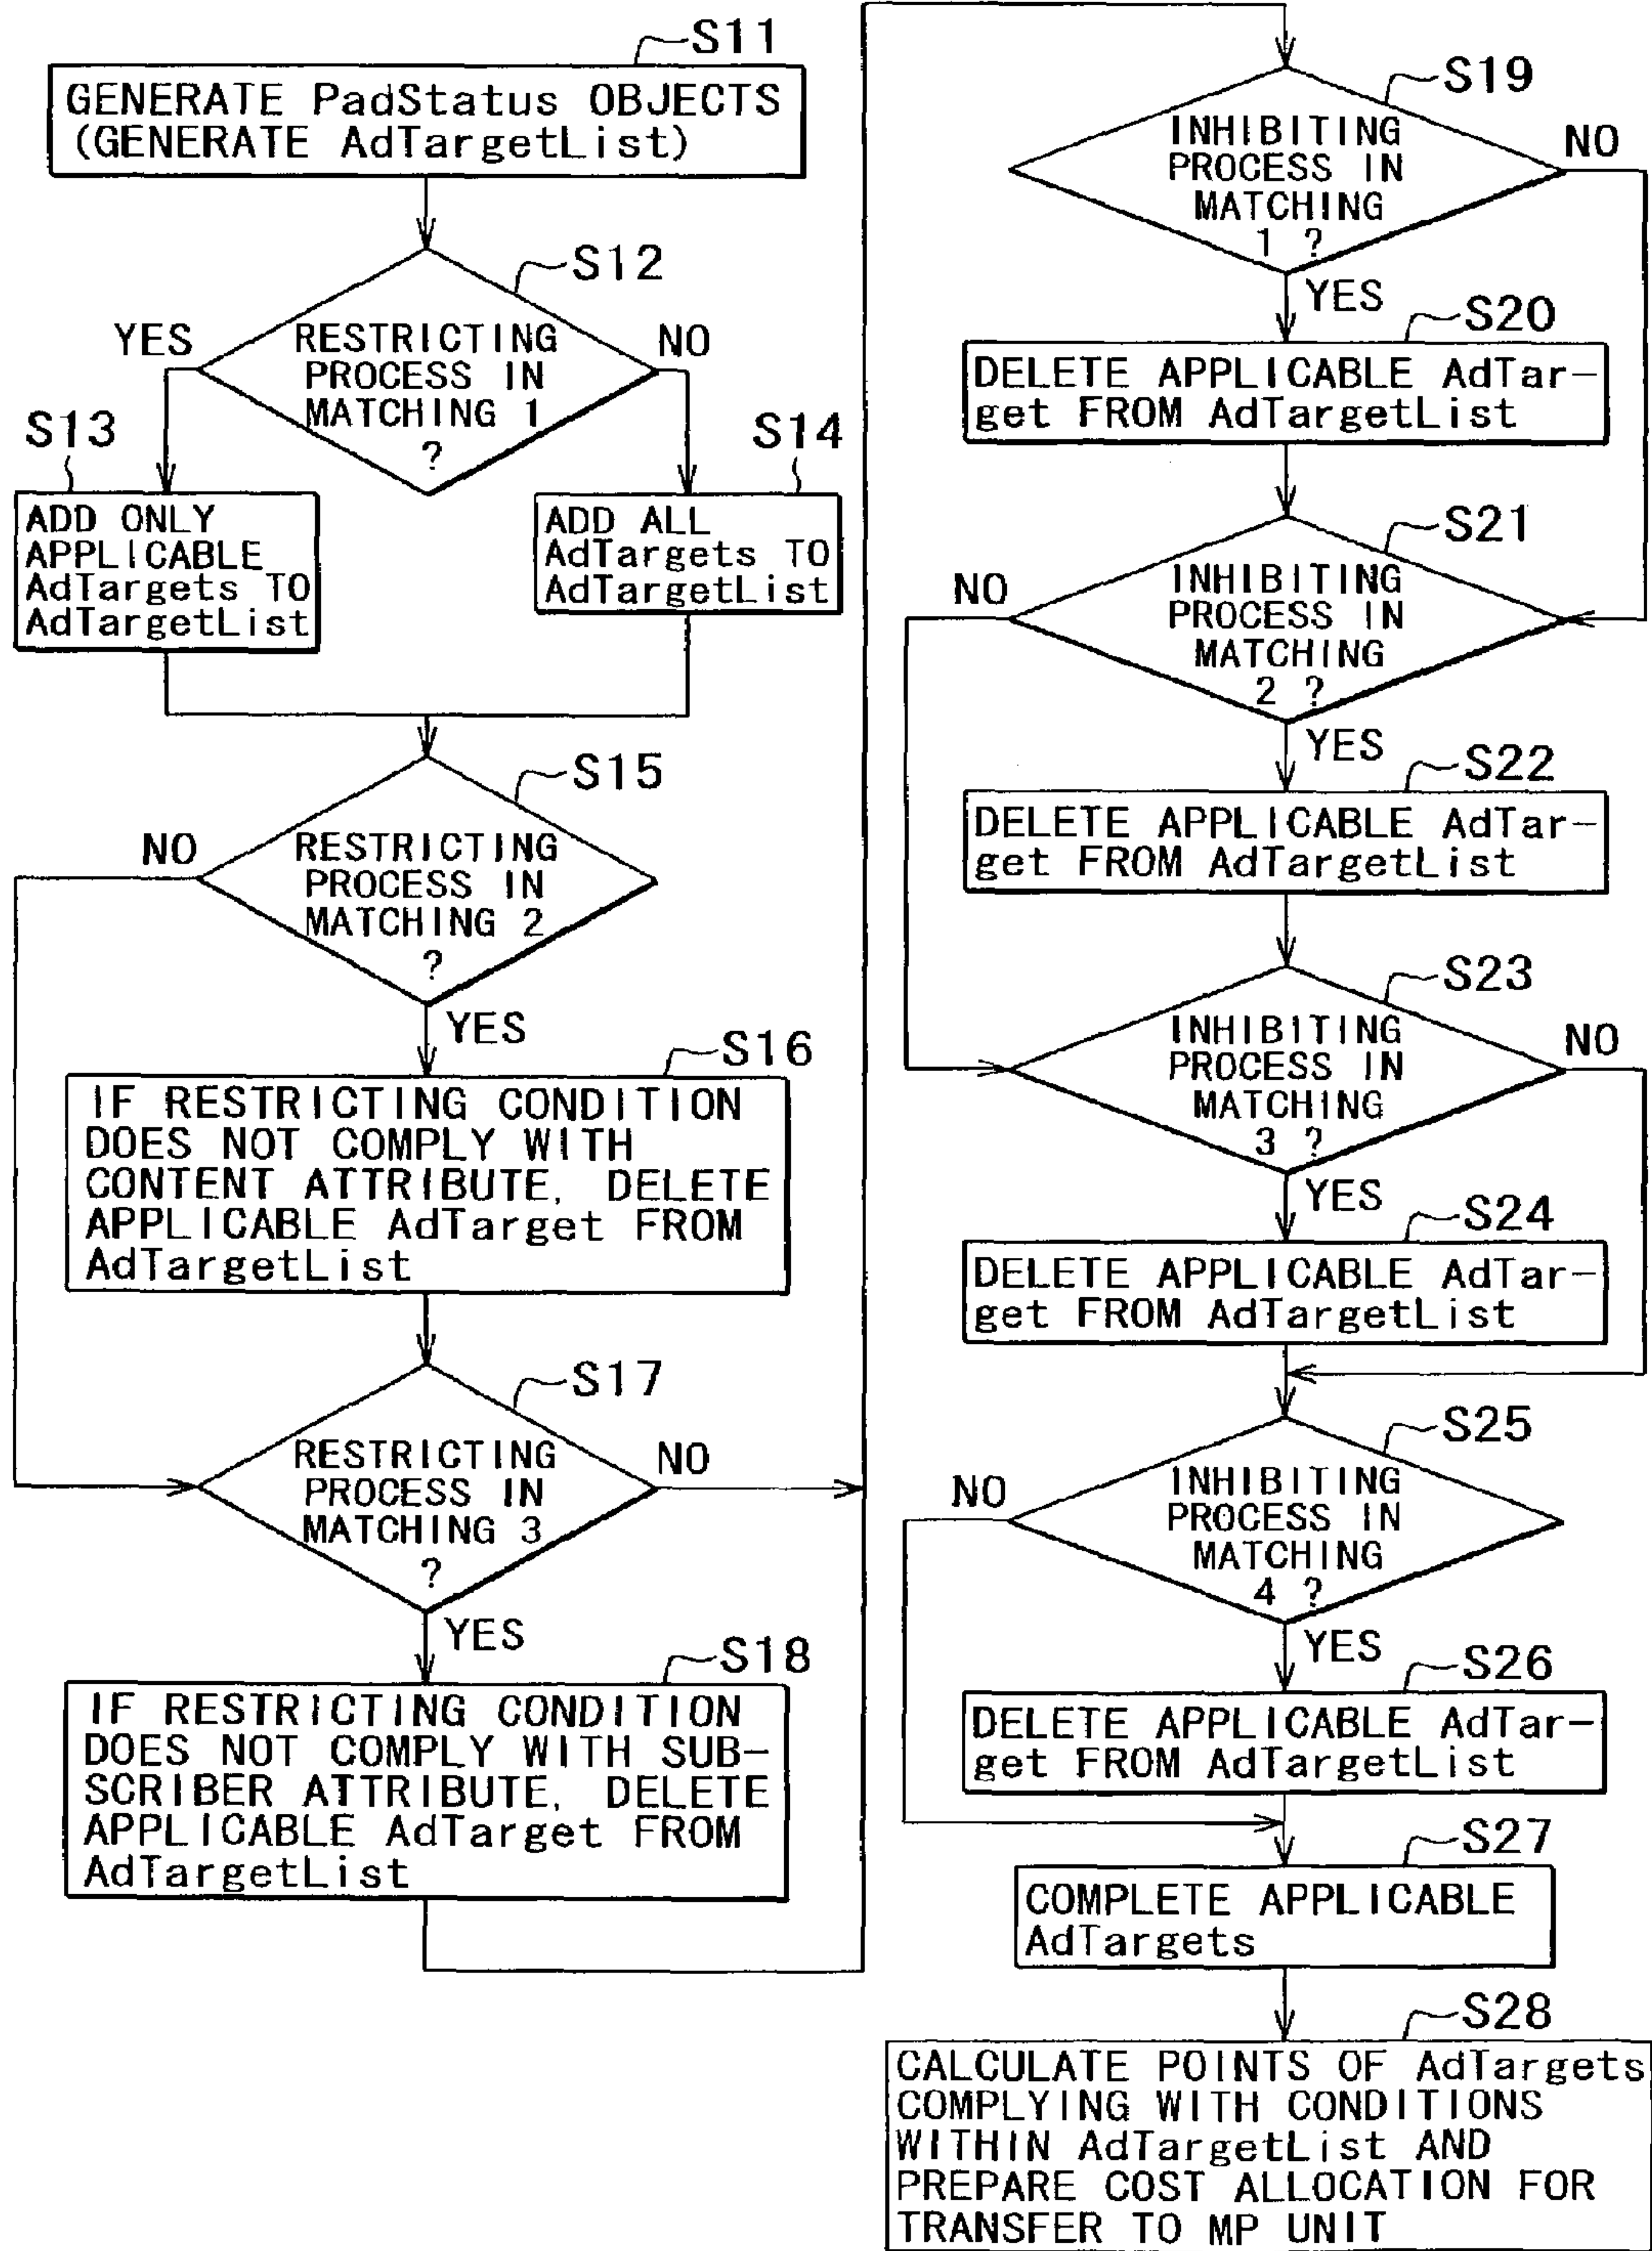 S11
GENERATE PadStatus OBJECTS
(GENERATE AdTargetList)
S12
YES
RESTRICTING
PROCESS IN
MATCHING 1
?
NO
S13
ADD ONLY
APPLICABLE
AdTargets TO
AdTargetList
S14
ADD ALL
AdTargets TO
AdTargetList
S15
NO
RESTRICTING
PROCESS IN
MATCHING 2
?
YES
S16
IF RESTRICTING CONDITION
DOES NOT COMPLY WITH
CONTENT ATTRIBUTE, DELETE
APPLICABLE AdTarget FROM
AdTargetList
S17
RESTRICTING
PROCESS IN
MATCHING 3
?
NO
YES
S18
IF RESTRICTING CONDITION
DOES NOT COMPLY WITH SUB-
SCRIBER ATTRIBUTE, DELETE
APPLICABLE AdTarget FROM
AdTargetList
S19
INHIBITING
PROCESS IN
MATCHING
1 ?
NO
YES
S20
DELETE APPLICABLE AdTar-
get FROM AdTargetList
S21
NO
INHIBITING
PROCESS IN
MATCHING
2 ?
YES
S22
DELETE APPLICABLE AdTar-
get FROM AdTargetList
S23
INHIBITING
PROCESS IN
MATCHING
3 ?
NO
YES
S24
DELETE APPLICABLE AdTar-
get FROM AdTargetList
S25
NO
INHIBITING
PROCESS IN
MATCHING
4 ?
YES
S26
DELETE APPLICABLE AdTar-
get FROM AdTargetList
S27
COMPLETE APPLICABLE
AdTargets
S28
CALCULATE POINTS OF AdTargets
COMPLYING WITH CONDITIONS
WITHIN AdTargetList AND
PREPARE COST ALLOCATION FOR
TRANSFER TO MP UNIT